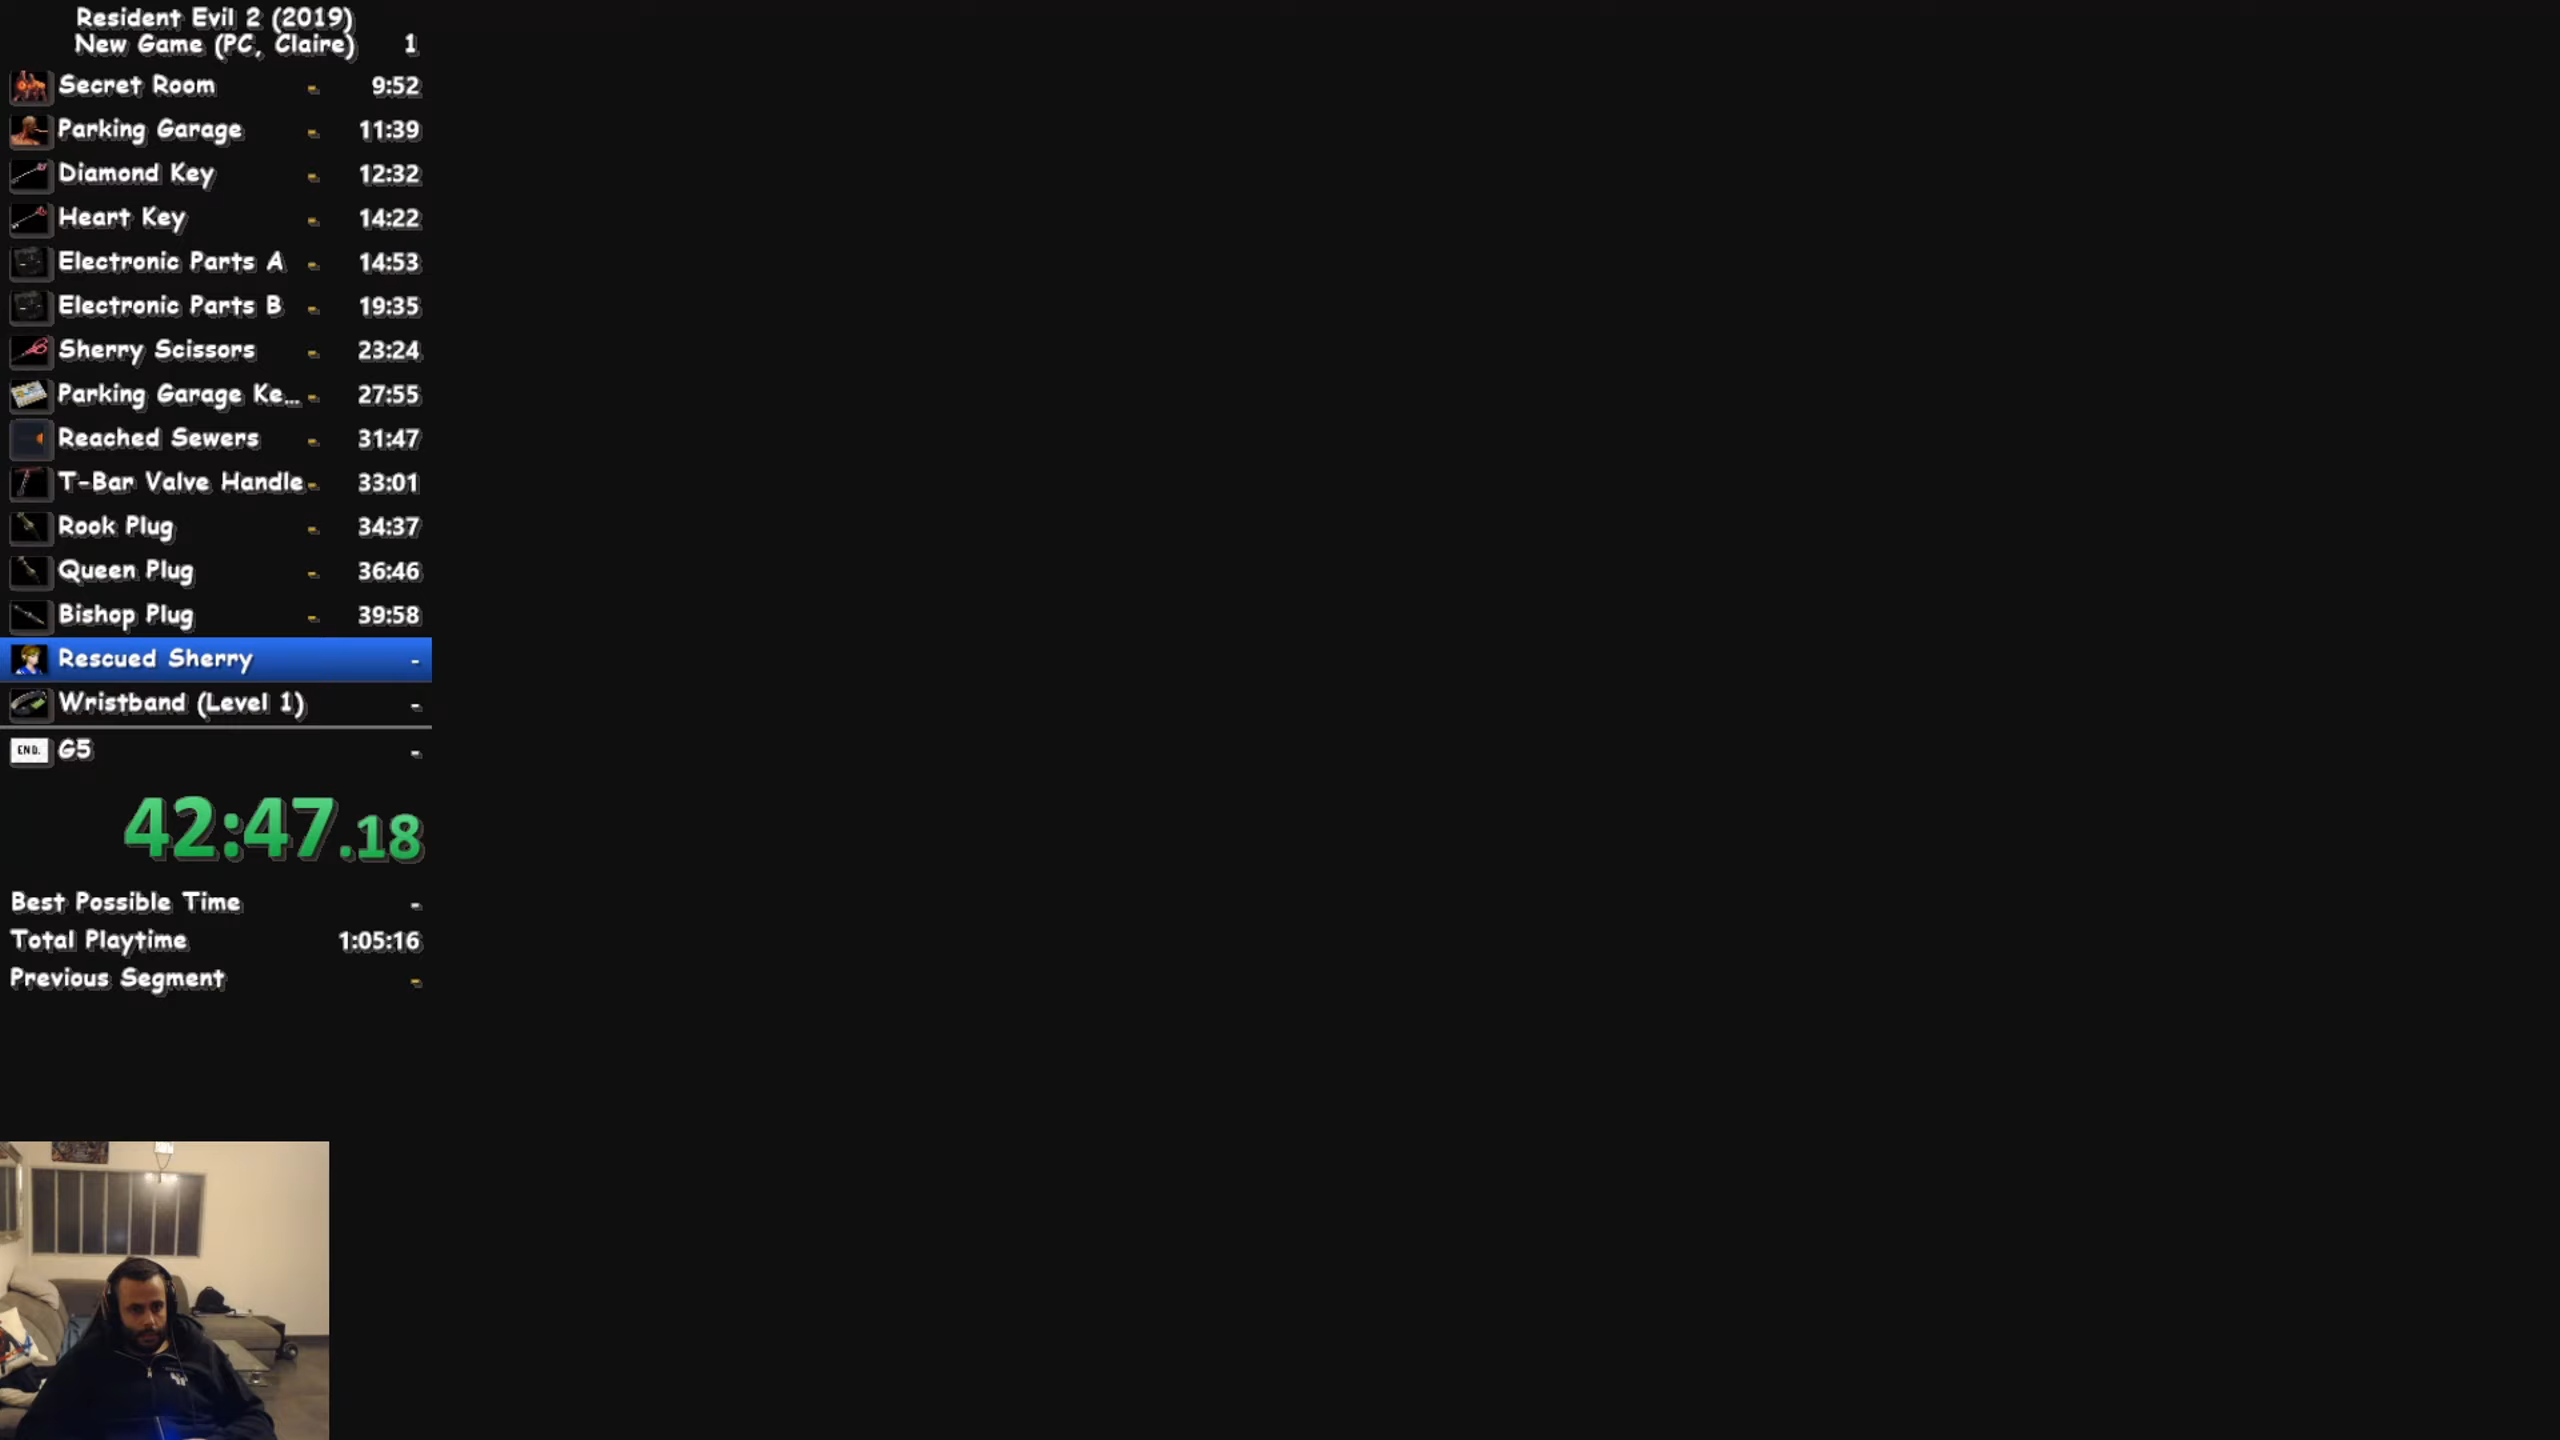 Resident Evil 2 (2019)
New Game (PC, Claire) 1
Secret Room - 9:52
Parking Garage - 11:39
Diamond Key - 12:32
Heart Key - 14:22
Electronic Parts A - 14:53
Electronic Parts B - 19:35
Sherry Scissors - 23:24
Parking Garage Ke... - 27:55
Reached Sewers - 31:47
T-Bar Valve Handle - 33:01
Rook Plug - 34:37
Queen Plug - 36:46
Bishop Plug - 39:58
Rescued Sherry -
Wristband (Level 1) -
END. G5 -
42:47.18
Best Possible Time -
Total Playtime 1:05:16
Previous Segment -